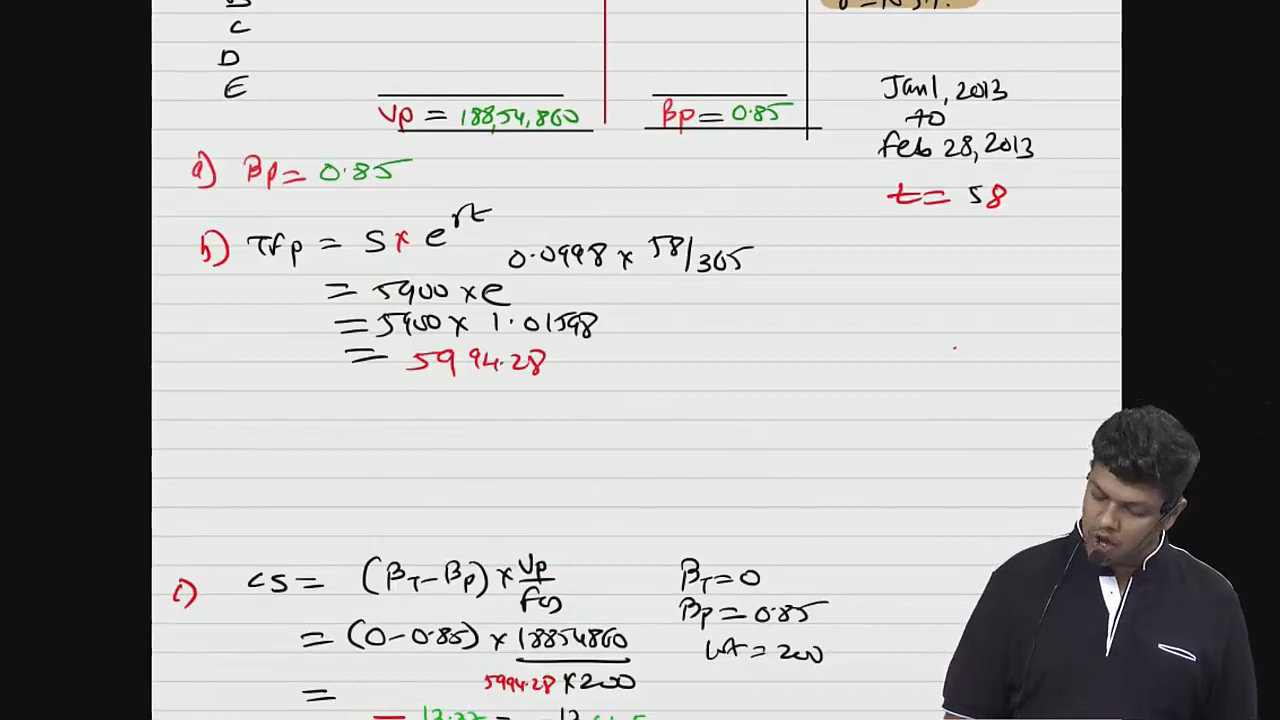 C
D
E
Vp = 188,54,860
βp = 0.85
Jan 1, 2013
TO
Feb 28, 2013
t = 58
a) βp = 0.85
b) TFP = S × e^rt
0.0998 × 58/365
= 5900 × e
= 5900 × 1.01598
= 5994.28
c) CS = (βT - βp) × Vp
F(s)
βT = 0
βp = 0.85
= (0 - 0.85) × 18854860
5994.28 × 200
Lot = 200
=